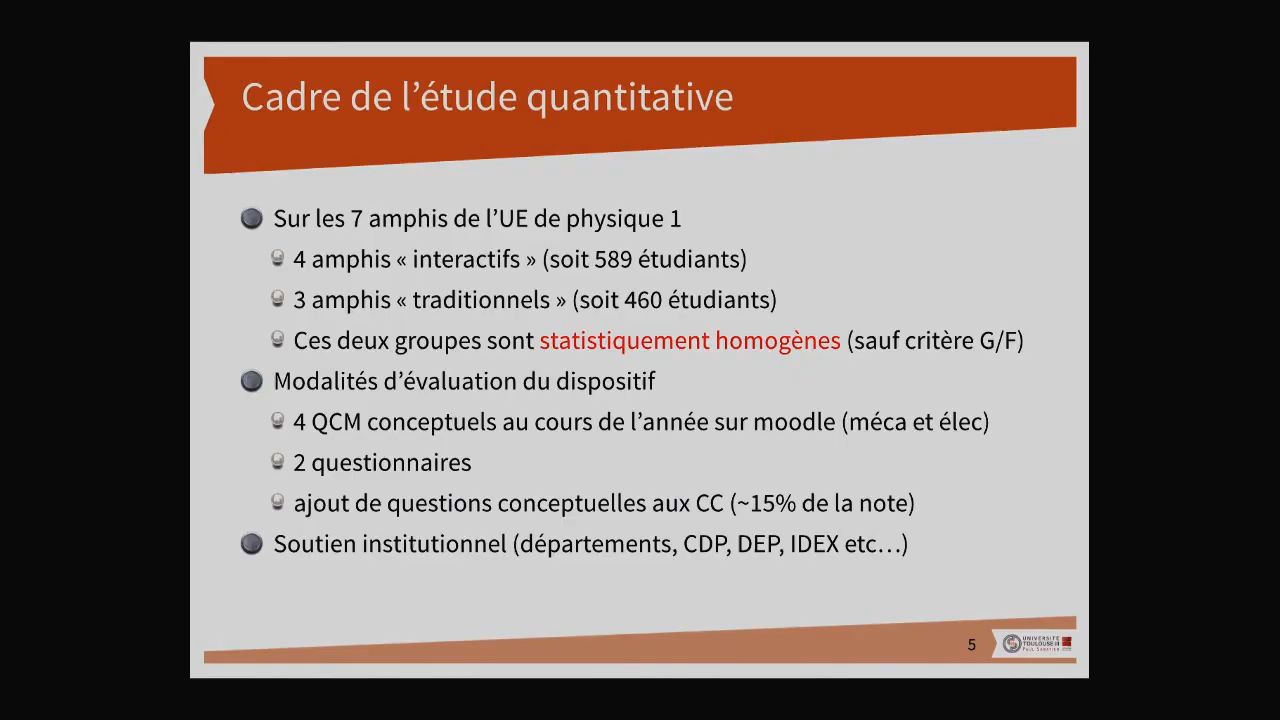 Cadre de l’étude quantitative
Sur les 7 amphis de l’UE de physique 1
4 amphis « interactifs » (soit 589 étudiants)
3 amphis « traditionnels » (soit 460 étudiants)
Ces deux groupes sont statistiquement homogènes (sauf critère G/F)
Modalités d’évaluation du dispositif
4 QCM conceptuels au cours de l’année sur moodle (méca et élec)
2 questionnaires
ajout de questions conceptuelles aux CC (~15% de la note)
Soutien institutionnel (départements, CDP, DEP, IDEX etc…)
5
UNIVERSITÉ
TOULOUSE III
PAUL SABATIER